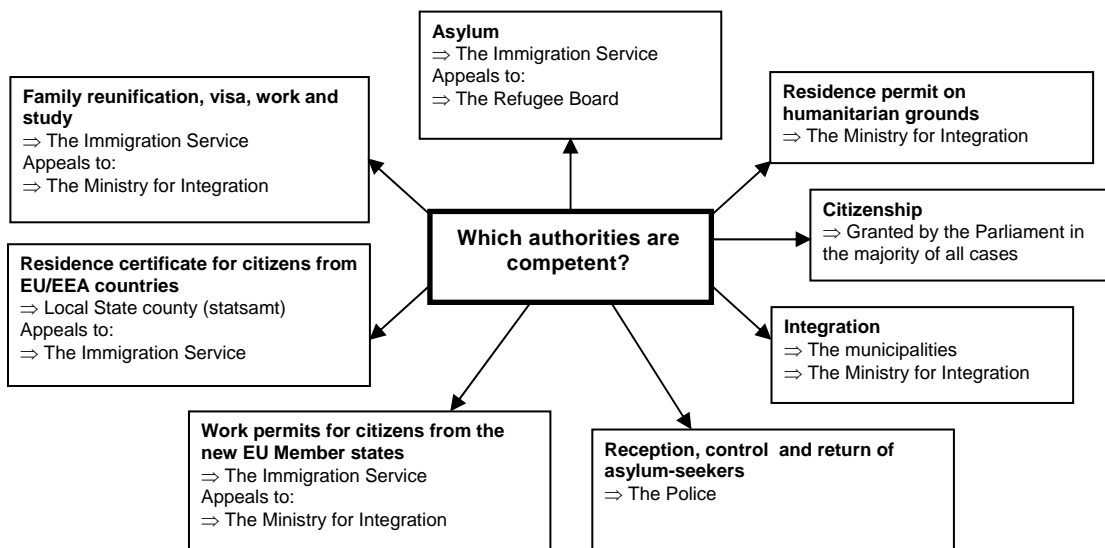 Asylum
⇒ The Immigration Service
Appeals to:
⇒ The Refugee Board
Family reunification, visa, work and
study
⇒ The Immigration Service
Appeals to:
⇒ The Ministry for Integration
Residence permit on
humanitarian grounds
⇒ The Ministry for Integration
Which authorities are
competent?
Citizenship
⇒ Granted by the Parliament in
the majority of all cases
Residence certificate for citizens from
EU/EEA countries
⇒ Local State county (statsamt)
Appeals to:
⇒ The Immigration Service
Integration
⇒ The municipalities
⇒ The Ministry for Integration
Work permits for citizens from the
new EU Member states
⇒ The Immigration Service
Appeals to:
⇒ The Ministry for Integration
Reception, control and return of
asylum-seekers
⇒ The Police